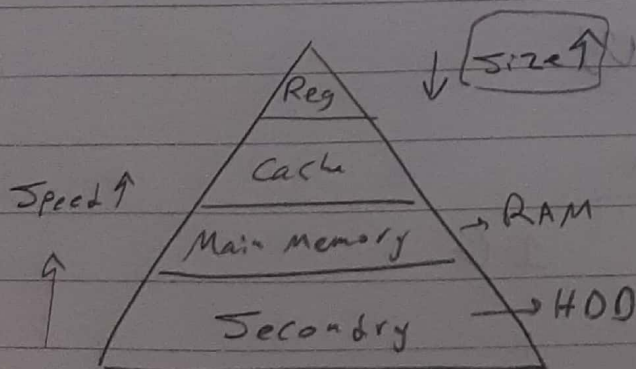 Size ↑
Reg
Cache
Speed ↑
Main Memory → RAM
Secondry → HDD